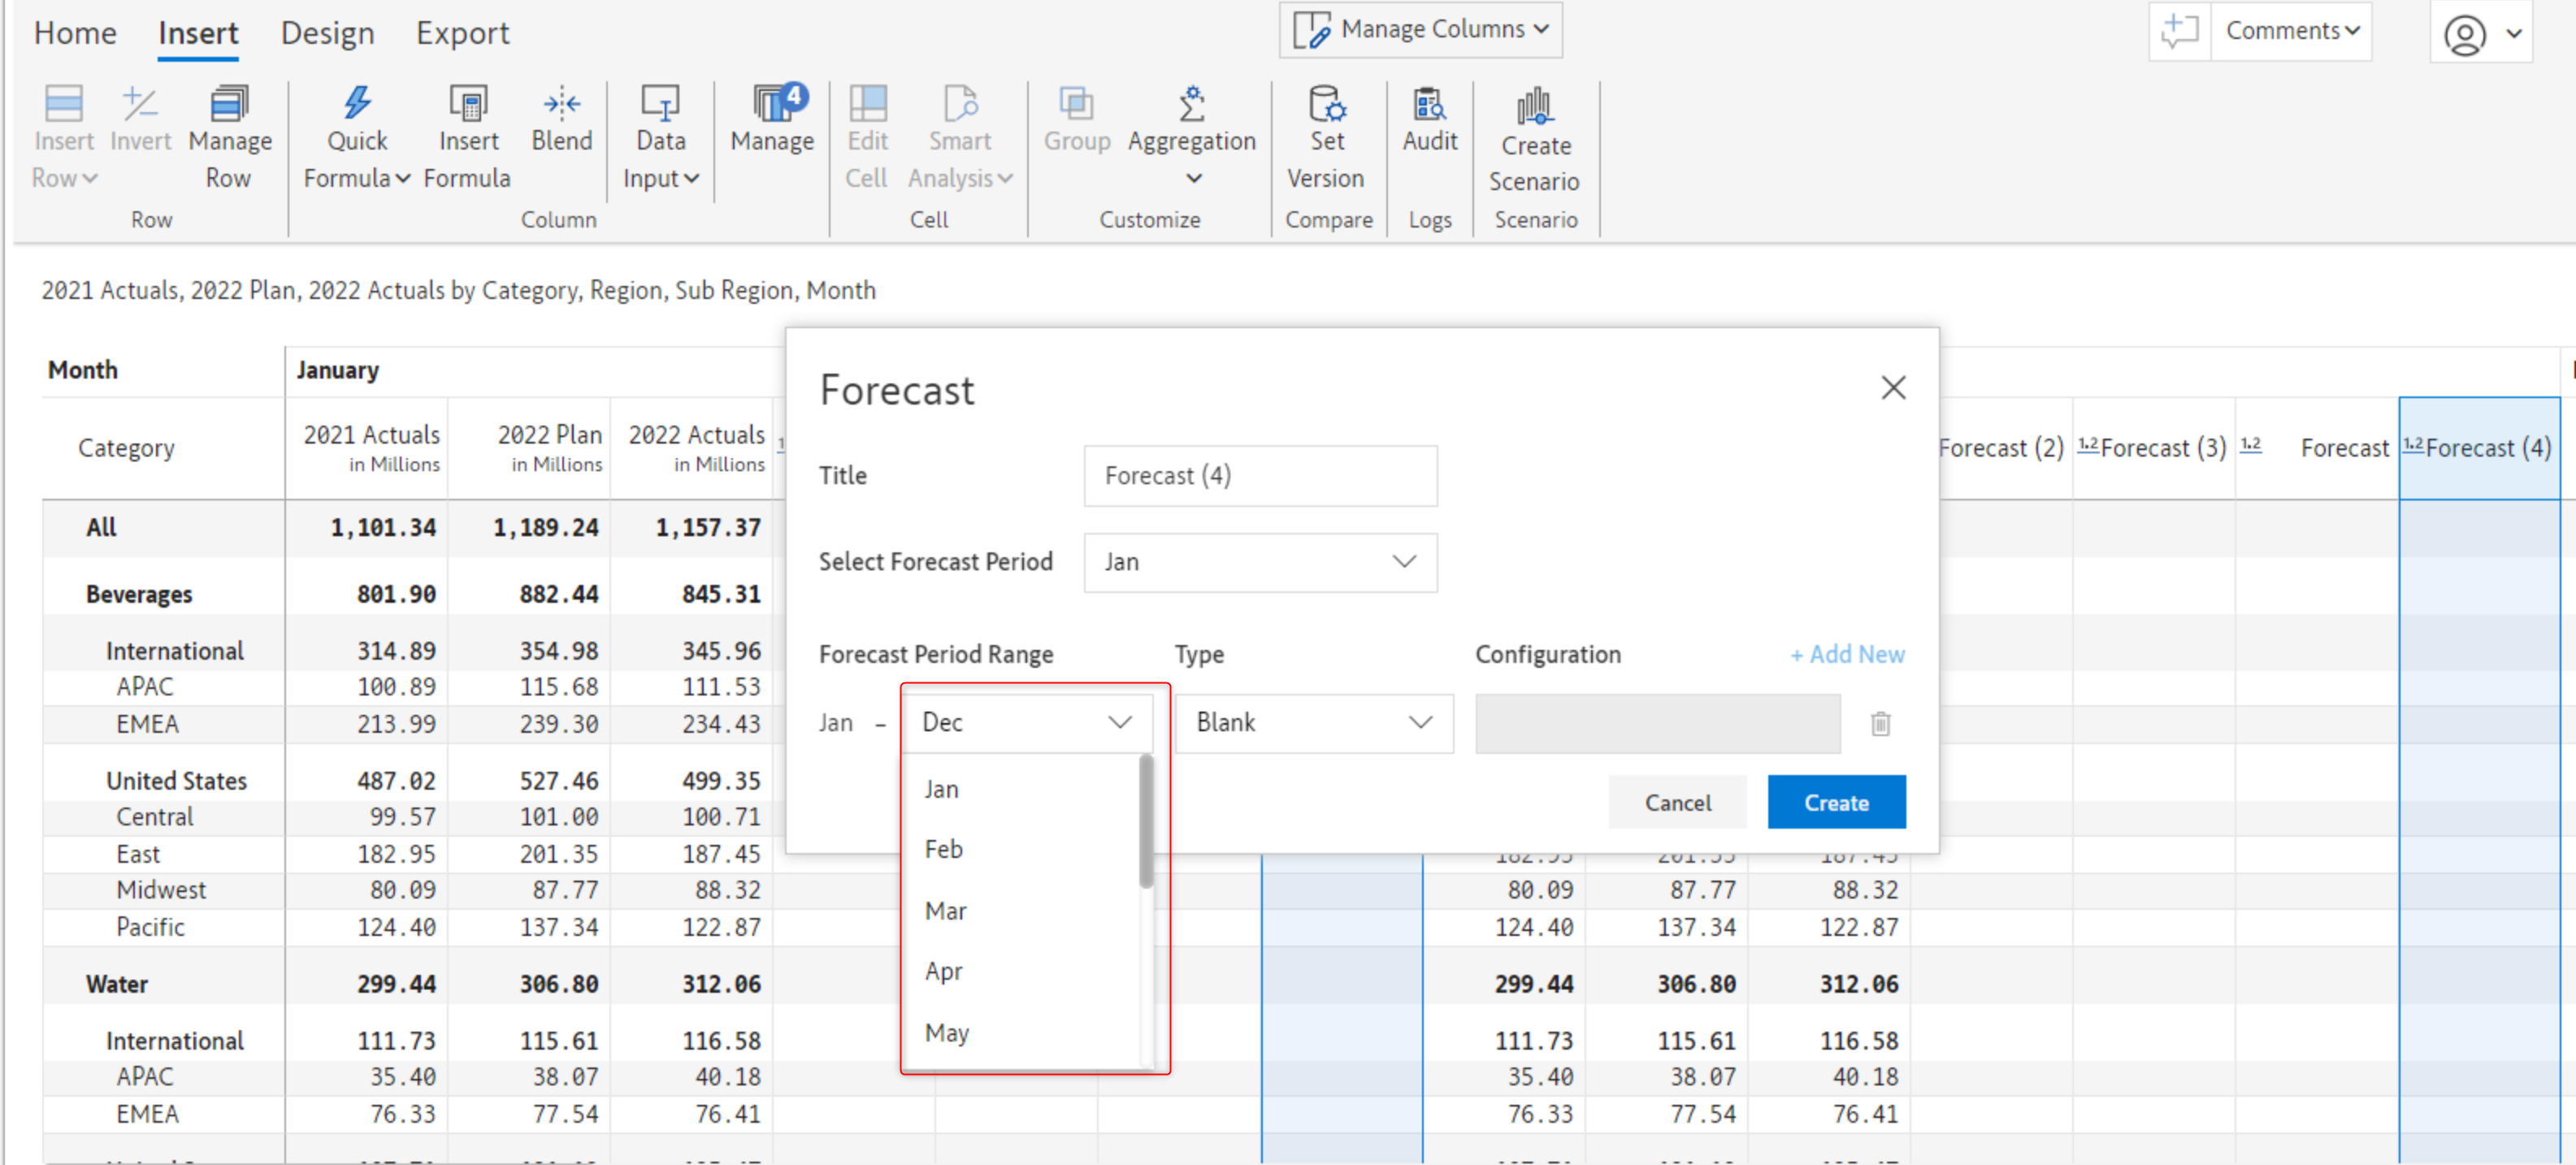 Home Insert Design Export Manage Columns Comments
Insert Row Invert Manage Row Quick Formula Insert Formula Blend Data Input Manage 4 Edit Cell Smart Analysis Group Aggregation Set Version Audit Create Scenario
Row Column Cell Customize Compare Logs Scenario
2021 Actuals, 2022 Plan, 2022 Actuals by Category, Region, Sub Region, Month
Month January
Category 2021 Actuals in Millions 2022 Plan in Millions 2022 Actuals in Millions Forecast (2) 1.2 Forecast (3) 1.2 Forecast 1.2 Forecast (4)
Forecast
Title Forecast (4)
Select Forecast Period Jan
Forecast Period Range Type Configuration + Add New
Jan – Dec Blank
Jan
Feb
Mar
Apr
May
Cancel Create
All 1,101.34 1,189.24 1,157.37
Beverages 801.90 882.44 845.31
International 314.89 354.98 345.96
APAC 100.89 115.68 111.53
EMEA 213.99 239.30 234.43
United States 487.02 527.46 499.35
Central 99.57 101.00 100.71
East 182.95 201.35 187.45 182.95 201.35 187.45
Midwest 80.09 87.77 88.32 80.09 87.77 88.32
Pacific 124.40 137.34 122.87 124.40 137.34 122.87
Water 299.44 306.80 312.06 299.44 306.80 312.06
International 111.73 115.61 116.58 111.73 115.61 116.58
APAC 35.40 38.07 40.18 35.40 38.07 40.18
EMEA 76.33 77.54 76.41 76.33 77.54 76.41